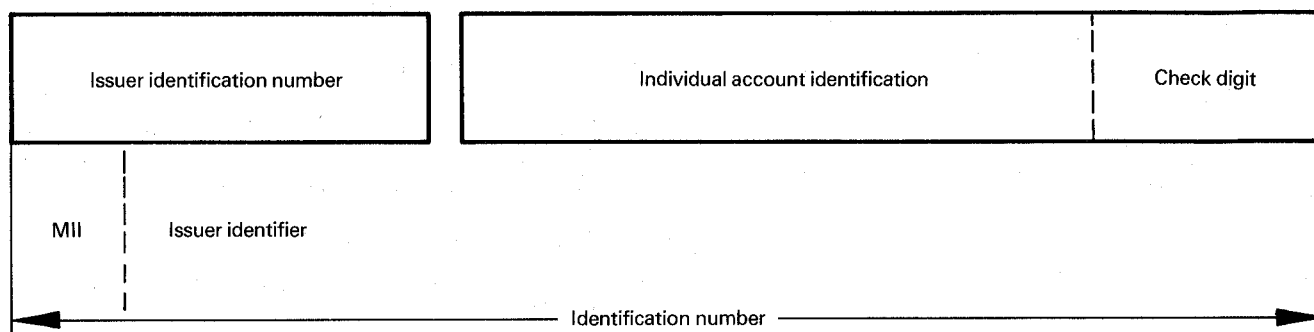 Issuer identification number
Individual account identification
Check digit
MII
Issuer identifier
Identification number